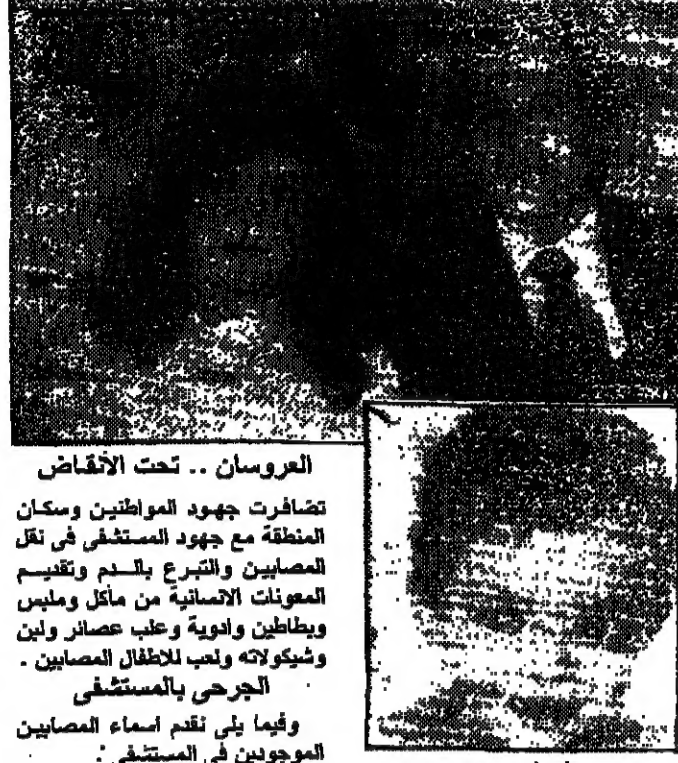 العروسان .. تحت الأنقاض
تضافرت جهود المواطنين وسكان
المنطقة مع جهود المستشفى فى نقل
المصابين والتبرع بالدم وتقديم
المعونات الانسانية من مأكل وملبس
وبطاطين وادوية وعلب عصائر ولبن
وشيكولاته ولعب للاطفال المصابين .
الجرحى بالمستشفى
وفيما يلى نقدم اسماء المصابين
الموجودين فى المستشفى :